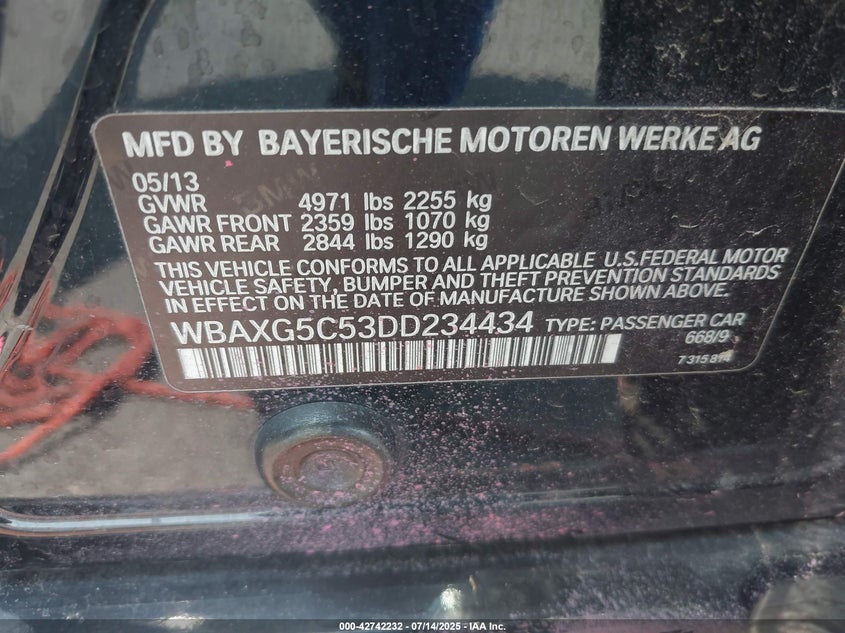 MFD BY BAYERISCHE MOTOREN WERKE AG
05/13
GVWR 4971 lbs 2255 kg
GAWR FRONT 2359 lbs 1070 kg
GAWR REAR 2844 lbs 1290 kg
THIS VEHICLE CONFORMS TO ALL APPLICABLE U.S.FEDERAL MOTOR
VEHICLE SAFETY, BUMPER AND THEFT PREVENTION STANDARDS
IN EFFECT ON THE DATE OF MANUFACTURE SHOWN ABOVE.
WBAXG5C53DD234434 TYPE: PASSENGER CAR
668/9
7 315 814
000-42742232 - 07/14/2025 - IAA Inc.